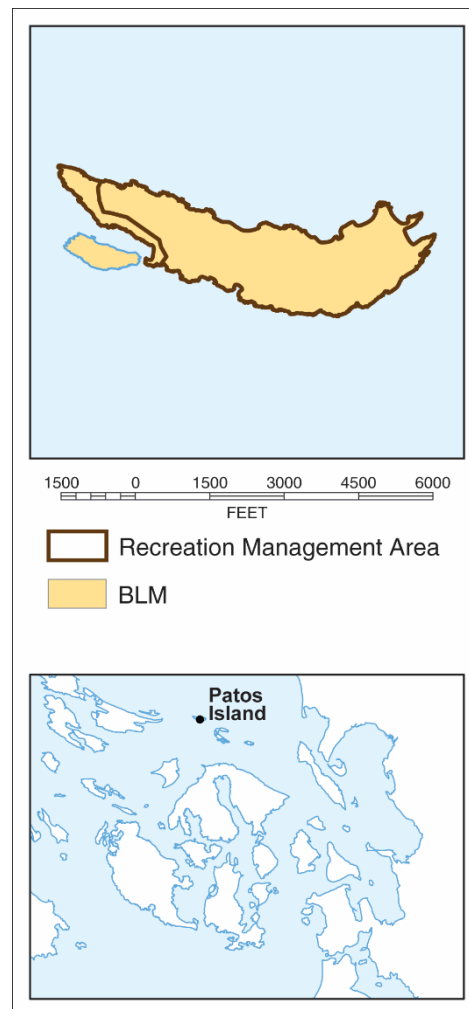 1500 0 1500 3000 4500 6000
FEET
Recreation Management Area
BLM
Patos
Island